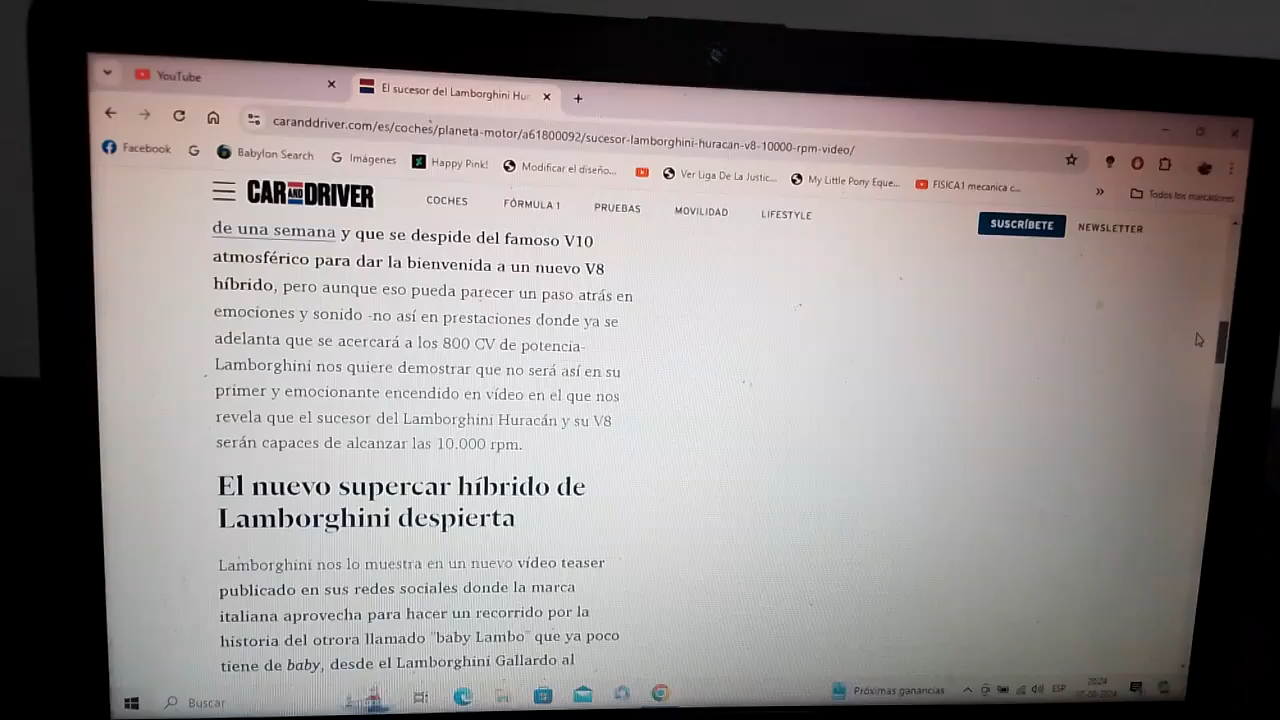 YouTube
El sucesor del Lamborghini Hur
caranddriver.com/es/coches/planeta-motor/a61800092/sucesor-lamborghini-huracan-v8-10000-rpm-video/
Facebook
Babylon Search
Imágenes
Happy Pink!
Modificar el diseño...
Ver Liga De La Justic...
My Little Pony Eque...
FISICA1 mecanica c...
»
Todos los marcadores
CAR AND DRIVER
COCHES
FÓRMULA 1
PRUEBAS
MOVILIDAD
LIFESTYLE
SUSCRÍBETE
NEWSLETTER
de una semana y que se despide del famoso V10
atmosférico para dar la bienvenida a un nuevo V8
híbrido, pero aunque eso pueda parecer un paso atrás en
emociones y sonido -no así en prestaciones donde ya se
adelanta que se acercará a los 800 CV de potencia-
Lamborghini nos quiere demostrar que no será así en su
primer y emocionante encendido en vídeo en el que nos
revela que el sucesor del Lamborghini Huracán y su V8
serán capaces de alcanzar las 10.000 rpm.
El nuevo supercar híbrido de
Lamborghini despierta
Lamborghini nos lo muestra en un nuevo vídeo teaser
publicado en sus redes sociales donde la marca
italiana aprovecha para hacer un recorrido por la
historia del otrora llamado "baby Lambo" que ya poco
tiene de baby, desde el Lamborghini Gallardo al
Buscar
Próximas ganancias
ESP
20:24